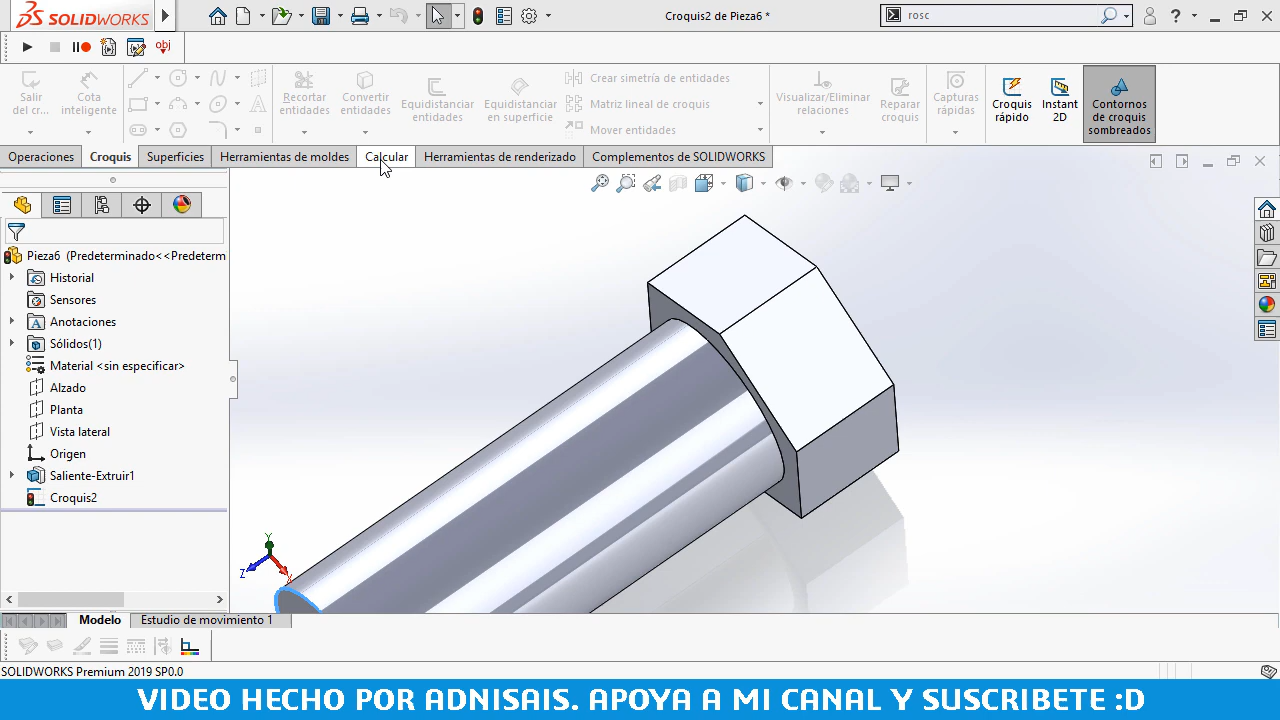 SOLIDWORKS
Croquis2 de Pieza6 *
rosc
obj
Salir del cr...
Cota inteligente
Recortar entidades
Convertir entidades
Equidistanciar entidades
Equidistanciar en superficie
Crear simetría de entidades
Matriz lineal de croquis
Mover entidades
Visualizar/Eliminar relaciones
Reparar croquis
Capturas rápidas
Croquis rápido
Instant 2D
Contornos de croquis sombreados
Operaciones
Croquis
Superficies
Herramientas de moldes
Calcular
Herramientas de renderizado
Complementos de SOLIDWORKS
Pieza6 (Predeterminado<<Predeterm
Historial
Sensores
Anotaciones
Sólidos(1)
Material <sin especificar>
Alzado
Planta
Vista lateral
Origen
Saliente-Extruir1
Croquis2
Y
Z
X
Modelo
Estudio de movimiento 1
SOLIDWORKS Premium 2019 SP0.0
VIDEO HECHO POR ADNISAIS. APOYA A MI CANAL Y SUSCRIBETE :D